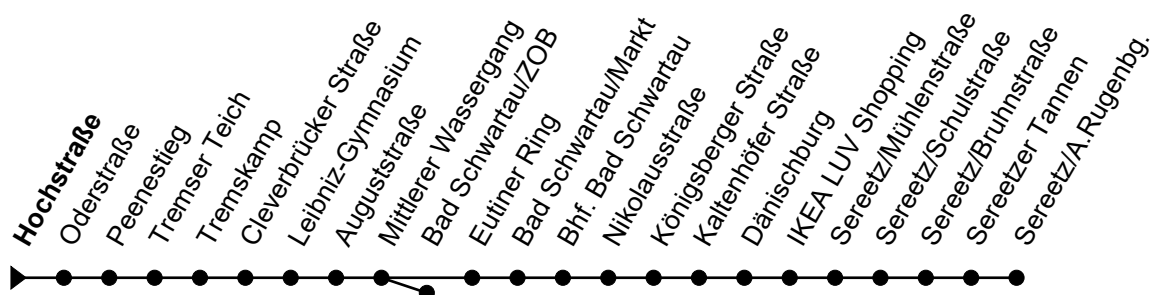 Hochstraße
Oderstraße
Peenestieg
Tremser Teich
Tremskamp
Cleverbrücker Straße
Leibniz-Gymnasium
Auguststraße
Mittlerer Wassergang
Bad Schwartau/ZOB
Eutiner Ring
Bad Schwartau/Markt
Bhf. Bad Schwartau
Nikolausstraße
Königsberger Straße
Kaltenhöfer Straße
Dänischburg
IKEA LUV Shopping
Sereetz/Mühlenstraße
Sereetz/Schulstraße
Sereetz/Bruhnstraße
Sereetzer Tannen
Sereetz/A.Rugenbg.